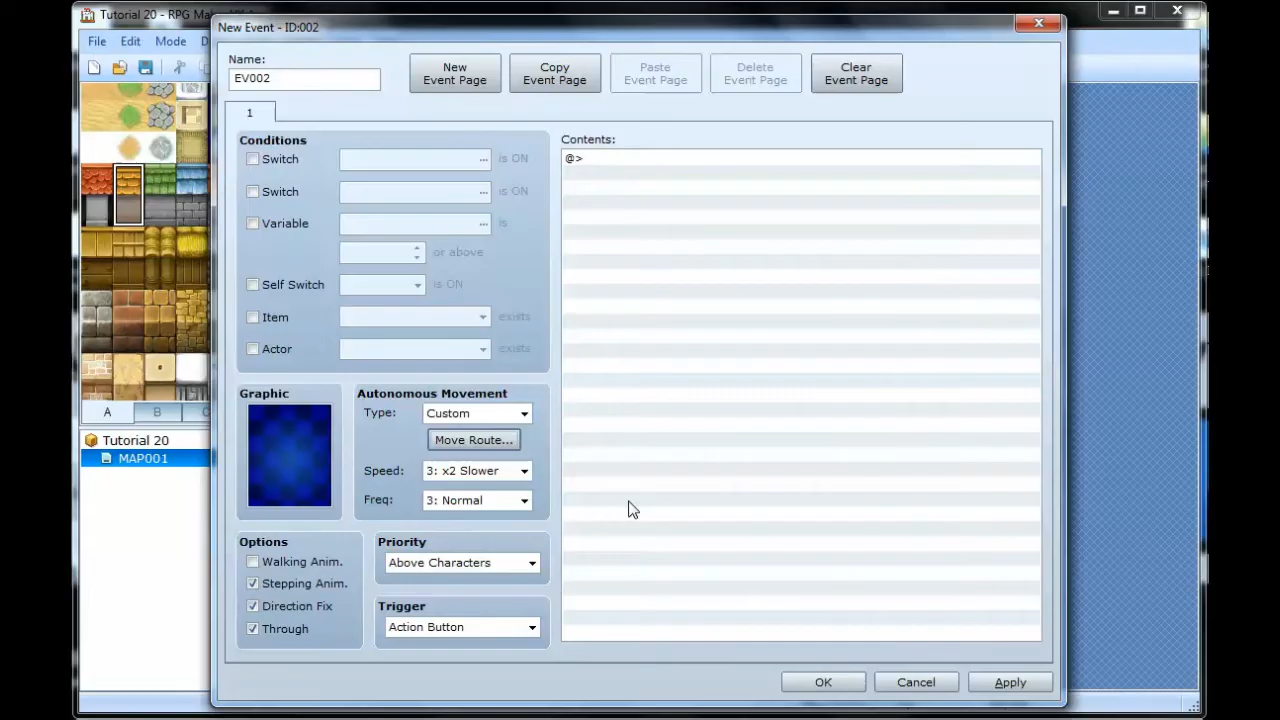 Tutorial 20 - RPG Ma
New Event - ID:002
File Edit Mode D
Name:
EV002
New
Event Page
Copy
Event Page
Paste
Event Page
Delete
Event Page
Clear
Event Page
1
Conditions
Switch ... is ON
Switch ... is ON
Variable ... is
or above
Self Switch is ON
Item exists
Actor exists
Contents:
@>
Graphic
Autonomous Movement
Type: Custom
Move Route...
Speed: 3: x2 Slower
Freq: 3: Normal
Options
Walking Anim.
Stepping Anim.
Direction Fix
Through
Priority
Above Characters
Trigger
Action Button
OK Cancel Apply
A B C
Tutorial 20
MAP001